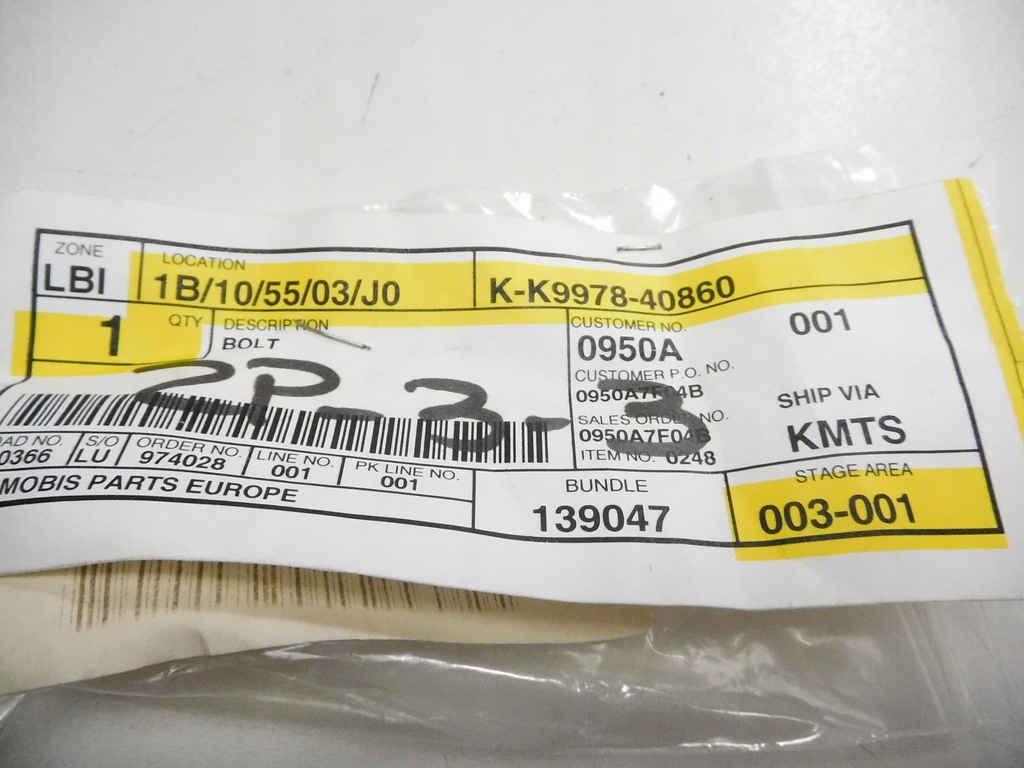 ZONE
LBI
LOCATION
1B/10/55/03/J0
K-K9978-40860
1
QTY
DESCRIPTION
BOLT
CUSTOMER NO.
0950A
001
CUSTOMER P.O. NO.
0950A7F04B
SALES ORDER NO.
0950A7F04B
ITEM NO. 0248
SHIP VIA
KMTS
2P-3-3
OAD NO.
0366
S/O
LU
ORDER NO.
974028
LINE NO.
001
PK LINE NO.
001
MOBIS PARTS EUROPE
BUNDLE
139047
STAGE AREA
003-001